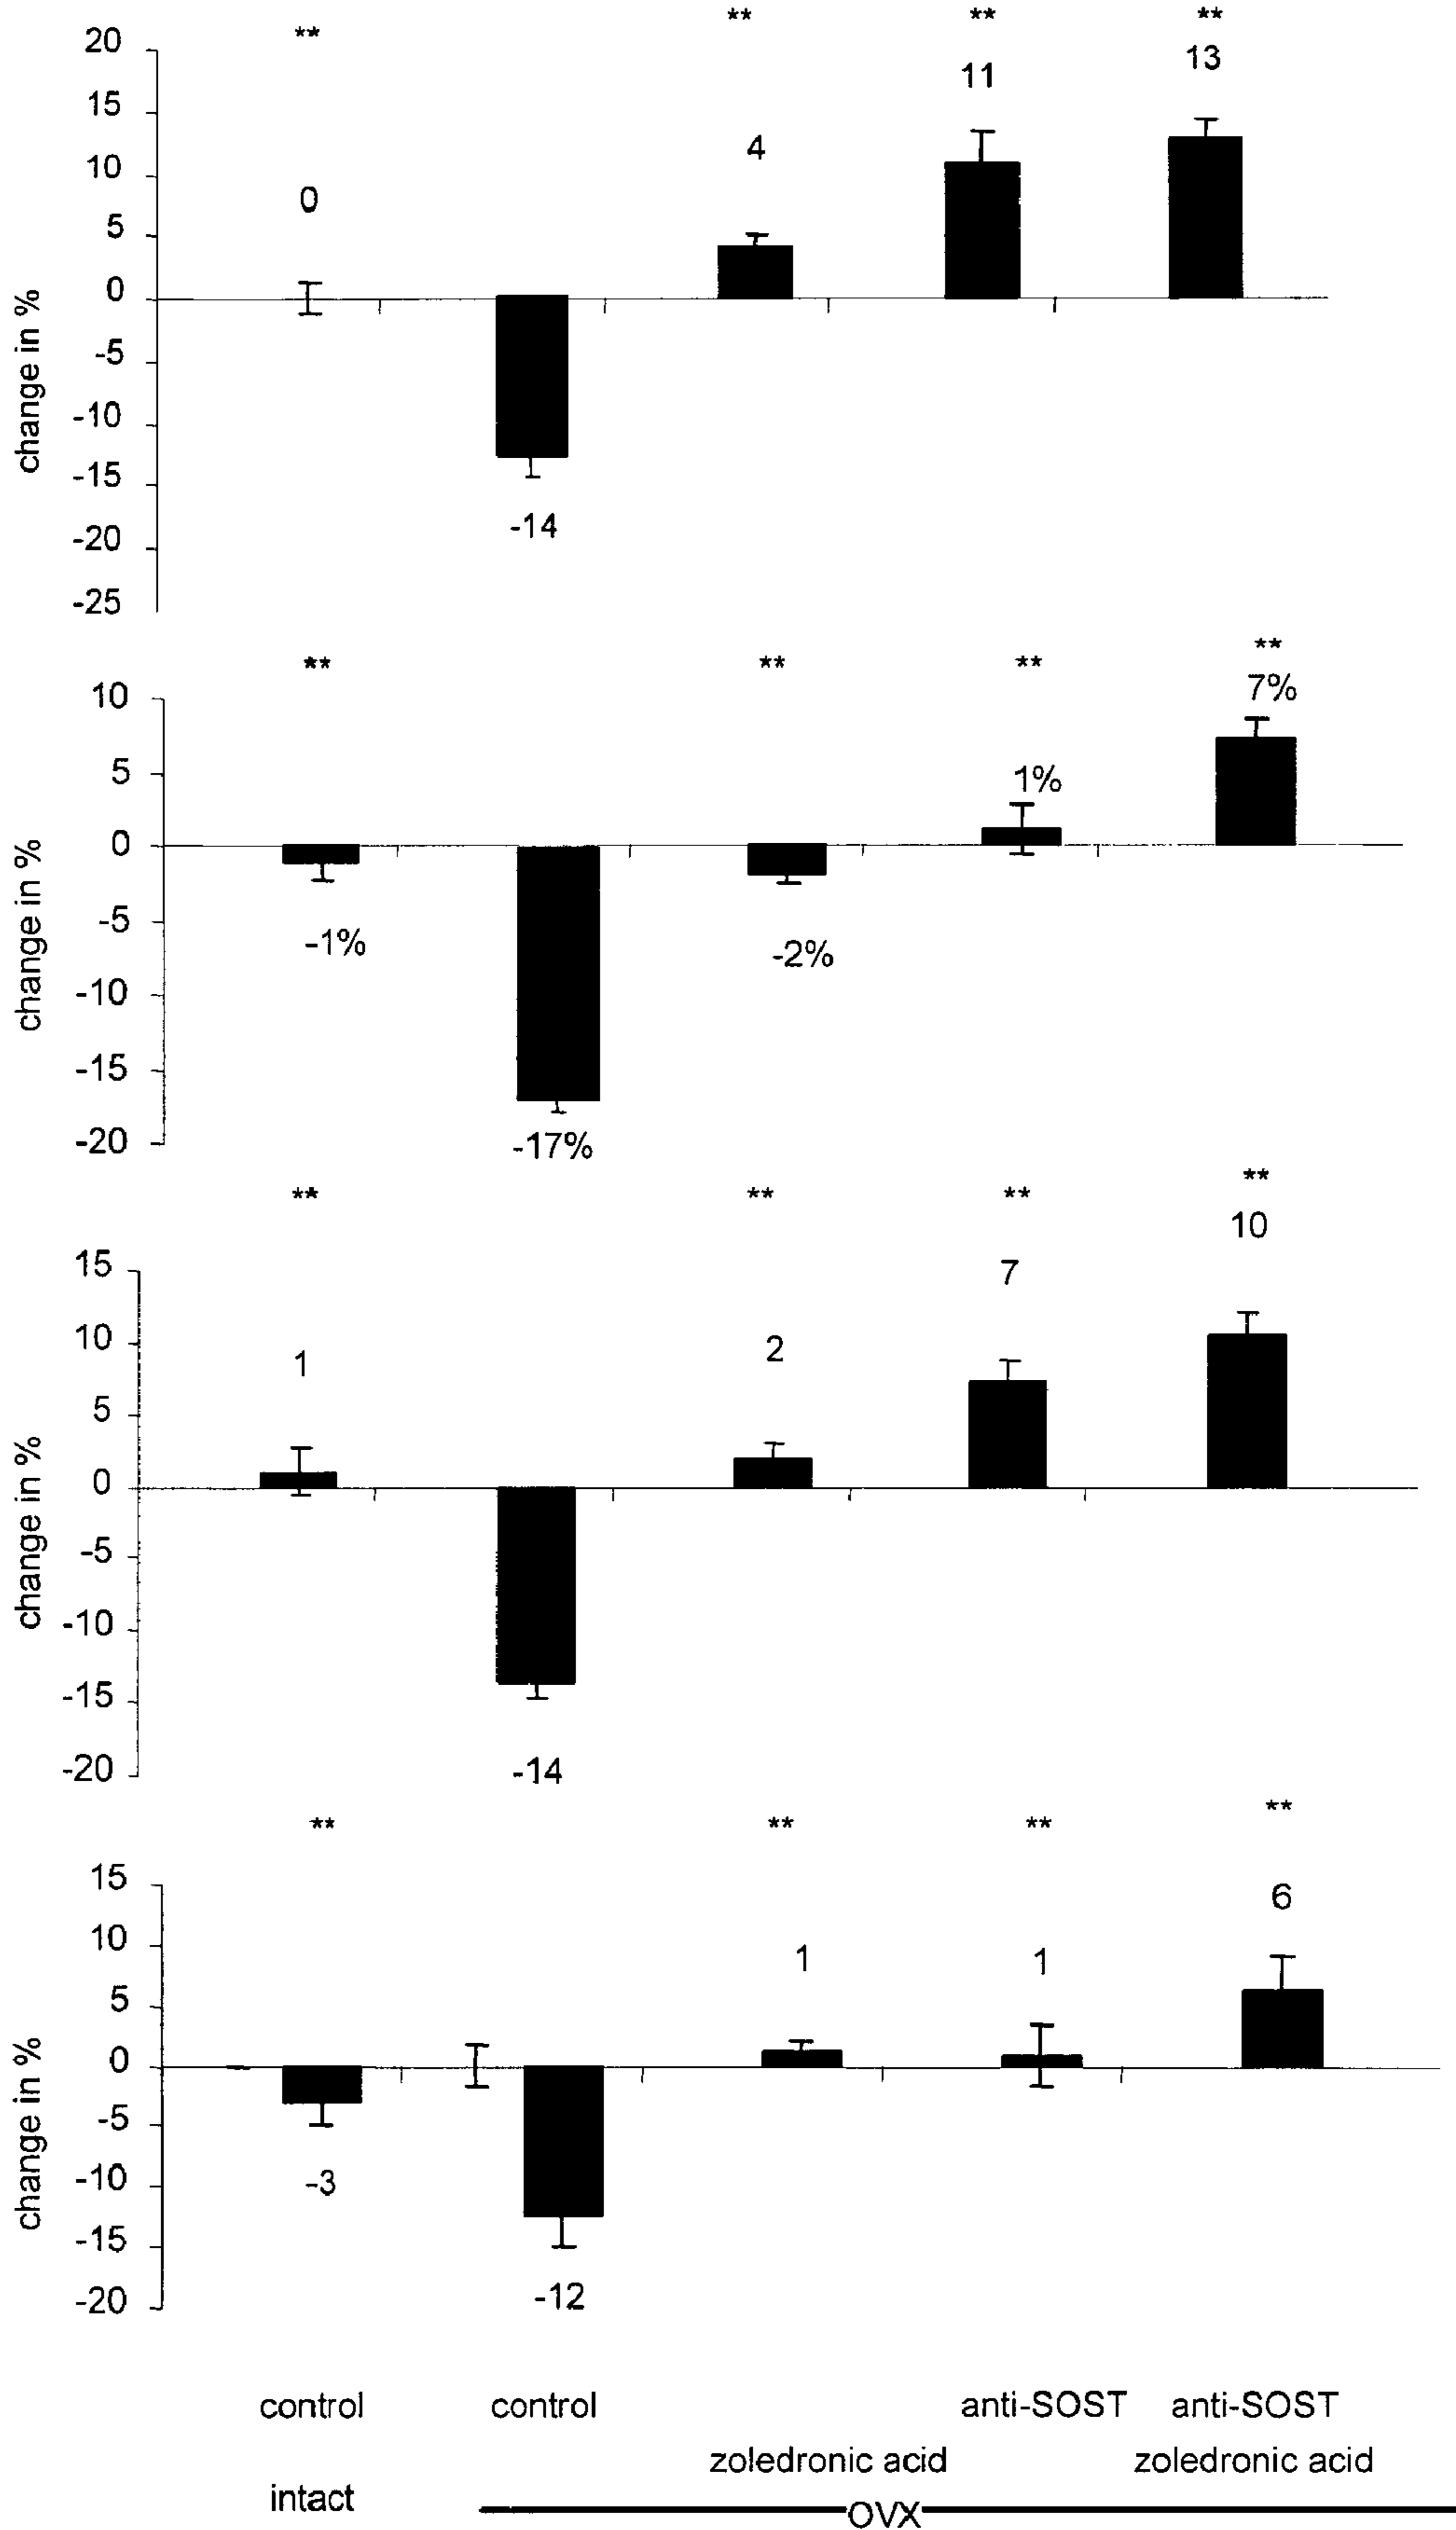 ** ** ** **
20 11 13
15 4
10 0
5
0
-5
-10
-15
-20 -14
-25
change in %
** ** ** **
10 7%
5 1%
0
-5 -1% -2%
-10
-15
-20 -17%
change in %
** ** ** **
15 7 10
10 1 2
5
0
-5
-10
-15
-20 -14
change in %
** ** ** **
15 6
10 1 1
5
0
-5
-10 -3
-15
-20 -12
change in %
control control anti-SOST anti-SOST
zoledronic acid zoledronic acid
intact
OVX